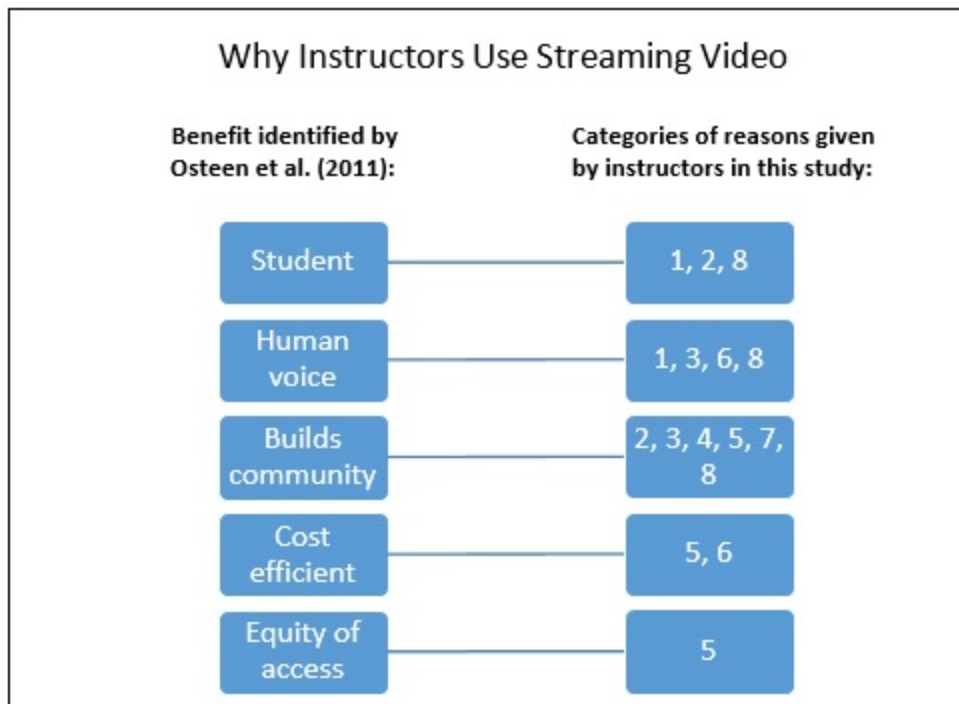 Why Instructors Use Streaming Video
Benefit identified by
Osteen et al. (2011):
Categories of reasons given
by instructors in this study:
Student
1, 2, 8
Human
voice
1, 3, 6, 8
Builds
community
2, 3, 4, 5, 7,
8
Cost
efficient
5, 6
Equity of
access
5